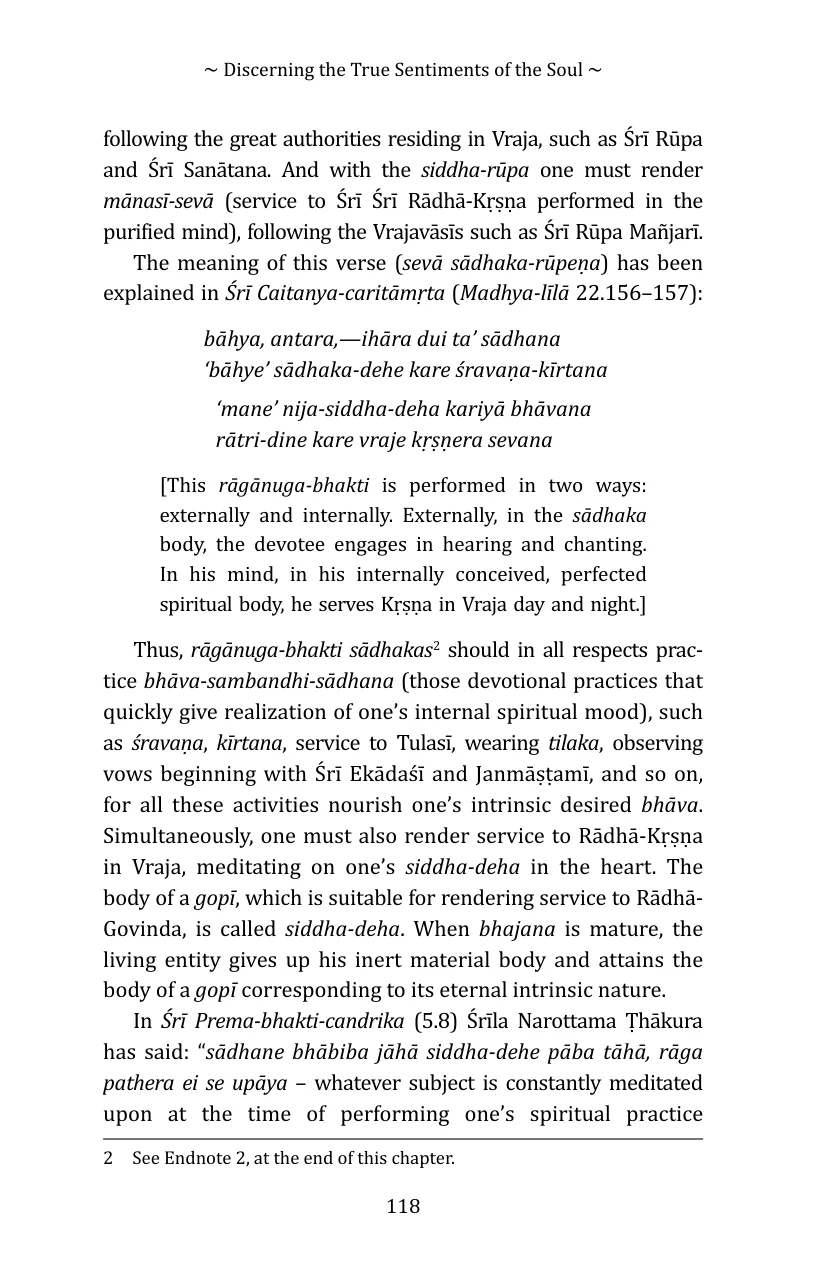 ~ Discerning the True Sentiments of the Soul ~
following the great authorities residing in Vraja, such as Śrī Rūpa
and Śrī Sanātana. And with the siddha-rūpa one must render
mānasī-sevā (service to Śrī Śrī Rādhā-Kṛṣṇa performed in the
purified mind), following the Vrajavāsīs such as Śrī Rūpa Mañjarī.
The meaning of this verse (sevā sādhaka-rūpeṇa) has been
explained in Śrī Caitanya-caritāmṛta (Madhya-līlā 22.156–157):
bāhya, antara,—ihāra dui ta’ sādhana
‘bāhye’ sādhaka-dehe kare śravaṇa-kīrtana
‘mane’ nija-siddha-deha kariyā bhāvana
rātri-dine kare vraje kṛṣṇera sevana
[This rāgānuga-bhakti is performed in two ways:
externally and internally. Externally, in the sādhaka
body, the devotee engages in hearing and chanting.
In his mind, in his internally conceived, perfected
spiritual body, he serves Kṛṣṇa in Vraja day and night.]
Thus, rāgānuga-bhakti sādhakas2 should in all respects prac-
tice bhāva-sambandhi-sādhana (those devotional practices that
quickly give realization of one’s internal spiritual mood), such
as śravaṇa, kīrtana, service to Tulasī, wearing tilaka, observing
vows beginning with Śrī Ekādaśī and Janmāṣṭamī, and so on,
for all these activities nourish one’s intrinsic desired bhāva.
Simultaneously, one must also render service to Rādhā-Kṛṣṇa
in Vraja, meditating on one’s siddha-deha in the heart. The
body of a gopī, which is suitable for rendering service to Rādhā-
Govinda, is called siddha-deha. When bhajana is mature, the
living entity gives up his inert material body and attains the
body of a gopī corresponding to its eternal intrinsic nature.
In Śrī Prema-bhakti-candrika (5.8) Śrīla Narottama Ṭhākura
has said: “sādhane bhābiba jāhā siddha-dehe pāba tāhā, rāga
pathera ei se upāya – whatever subject is constantly meditated
upon at the time of performing one’s spiritual practice
2 See Endnote 2, at the end of this chapter.
118